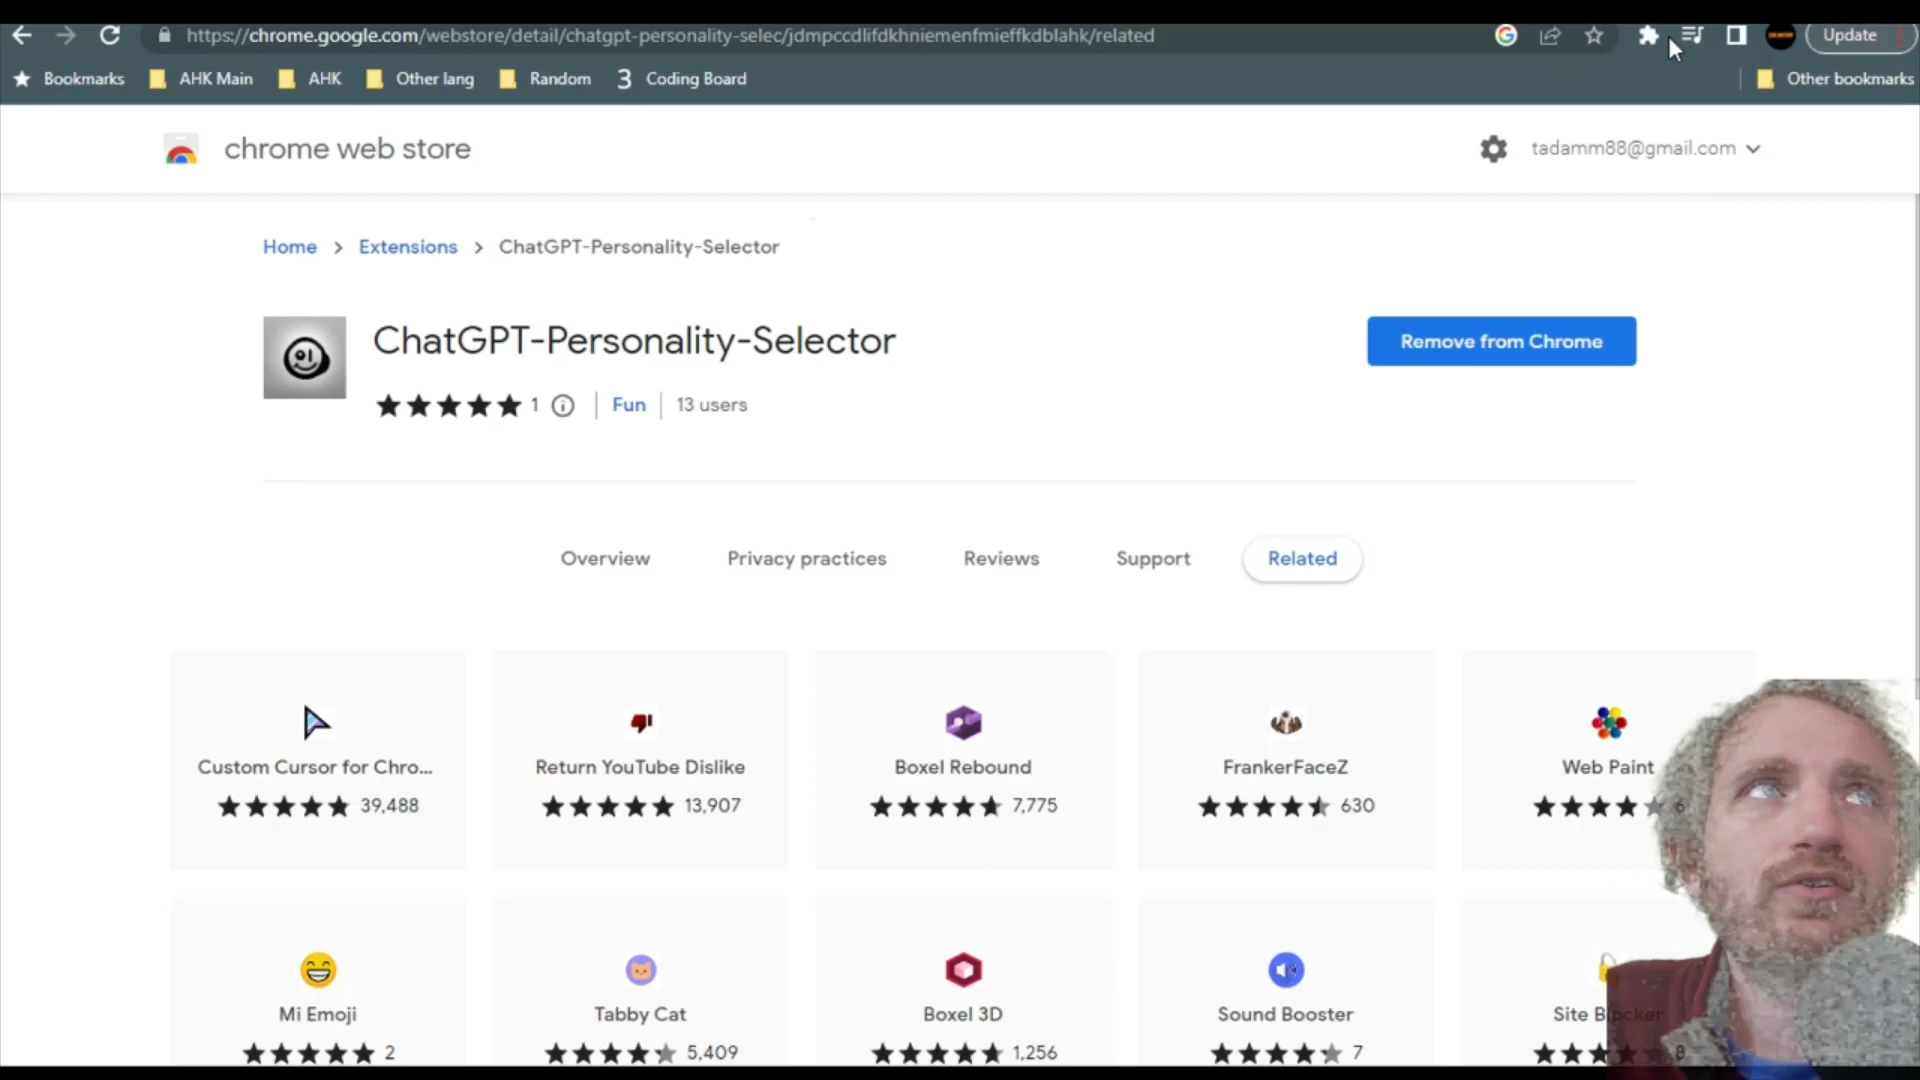 https://chrome.google.com/webstore/detail/chatgpt-personality-selec/jdmpccdlifdkhniemenfmieffkdblahk/related
Update
Bookmarks
AHK Main
AHK
Other lang
Random
3 Coding Board
Other bookmarks
chrome web store
tadamm88@gmail.com
Home > Extensions > ChatGPT-Personality-Selector
ChatGPT-Personality-Selector
Remove from Chrome
1
Fun
13 users
Overview
Privacy practices
Reviews
Support
Related
Custom Cursor for Chro...
39,488
Return YouTube Dislike
13,907
Boxel Rebound
7,775
FrankerFaceZ
630
Web Paint
Mi Emoji
2
Tabby Cat
5,409
Boxel 3D
1,256
Sound Booster
7
Site Blocker
8